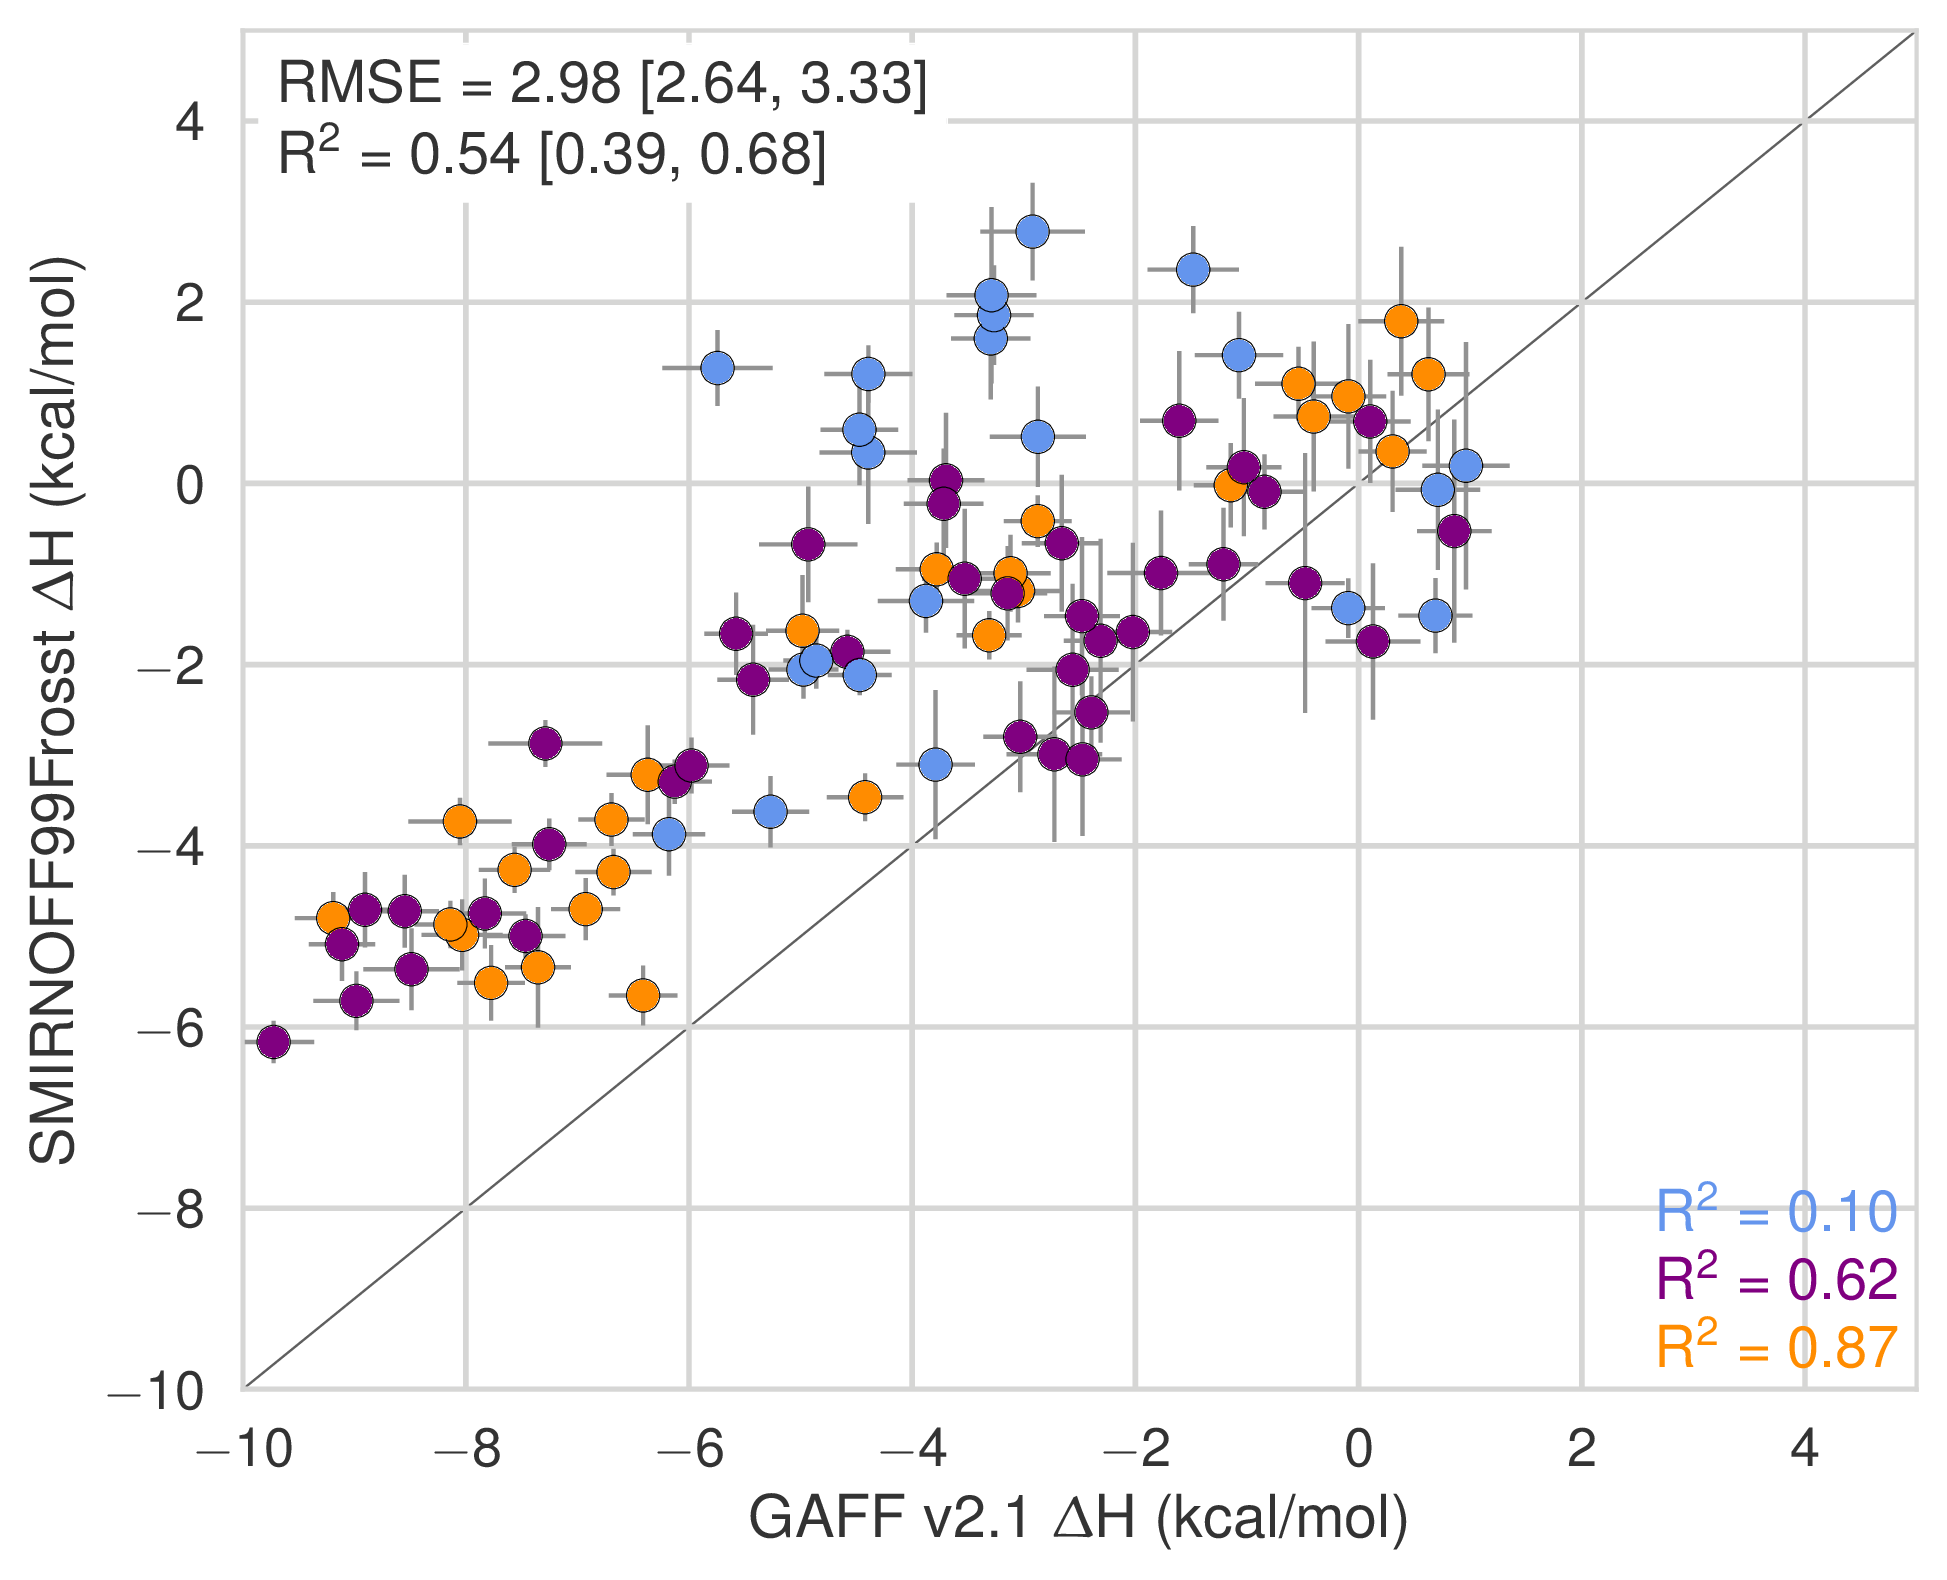 RMSE = 2.98 [2.64, 3.33]
R² = 0.54 [0.39, 0.68]
SMIRNOFF99Frosst ΔH (kcal/mol)
4
2
0
−2
−4
−6
−8
−10
R² = 0.10
R² = 0.62
R² = 0.87
−10 −8 −6 −4 −2 0 2 4
GAFF v2.1 ΔH (kcal/mol)